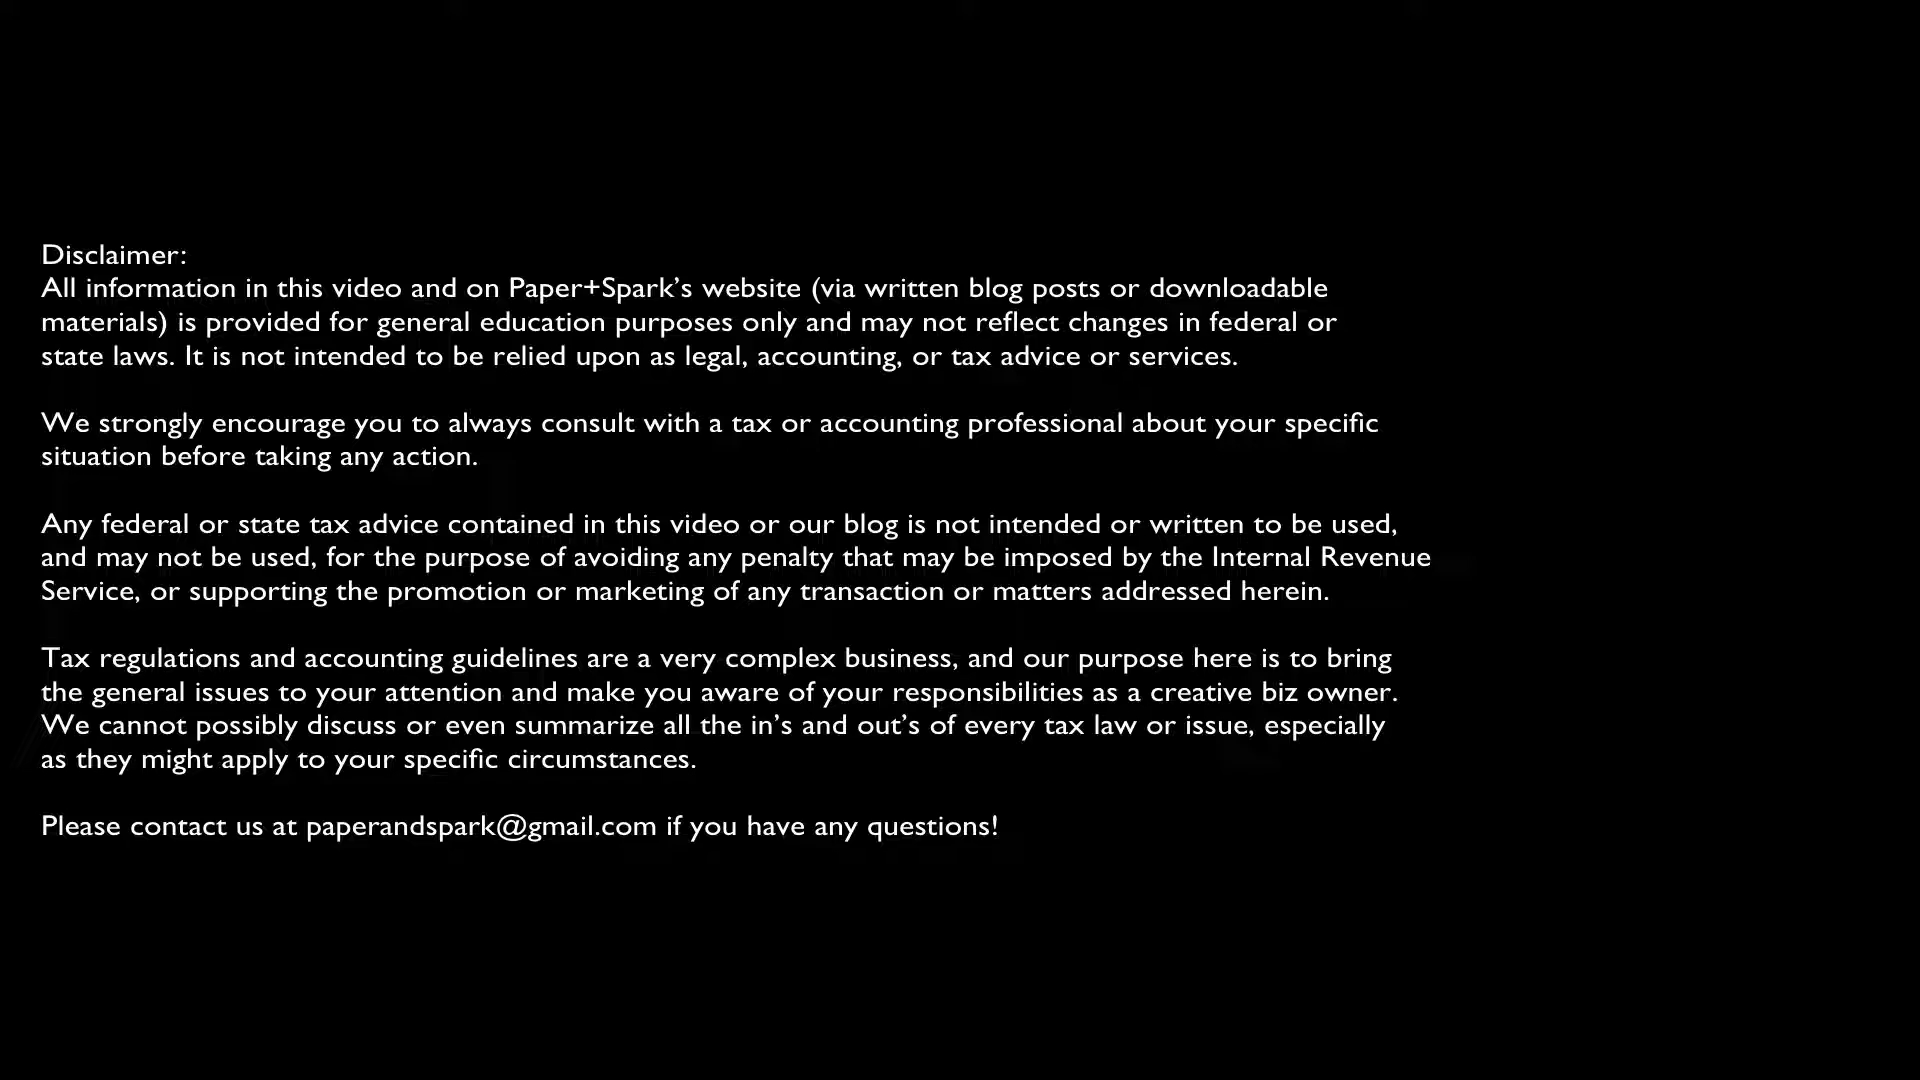 Disclaimer:
All information in this video and on Paper+Spark’s website (via written blog posts or downloadable
materials) is provided for general education purposes only and may not reflect changes in federal or
state laws. It is not intended to be relied upon as legal, accounting, or tax advice or services.
We strongly encourage you to always consult with a tax or accounting professional about your specific
situation before taking any action.
Any federal or state tax advice contained in this video or our blog is not intended or written to be used,
and may not be used, for the purpose of avoiding any penalty that may be imposed by the Internal Revenue
Service, or supporting the promotion or marketing of any transaction or matters addressed herein.
Tax regulations and accounting guidelines are a very complex business, and our purpose here is to bring
the general issues to your attention and make you aware of your responsibilities as a creative biz owner.
We cannot possibly discuss or even summarize all the in’s and out’s of every tax law or issue, especially
as they might apply to your specific circumstances.
Please contact us at paperandspark@gmail.com if you have any questions!